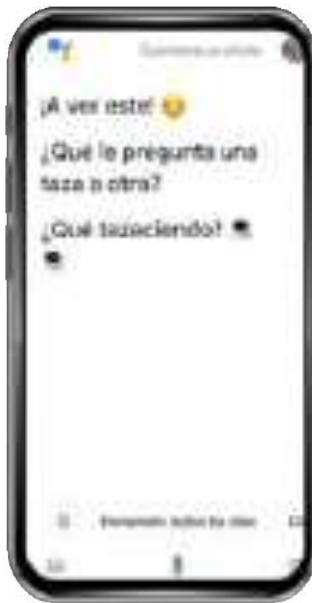 ¡A ver este!
¿Qué le pregunta una
taza a otra?
¿Qué tazaciendo?